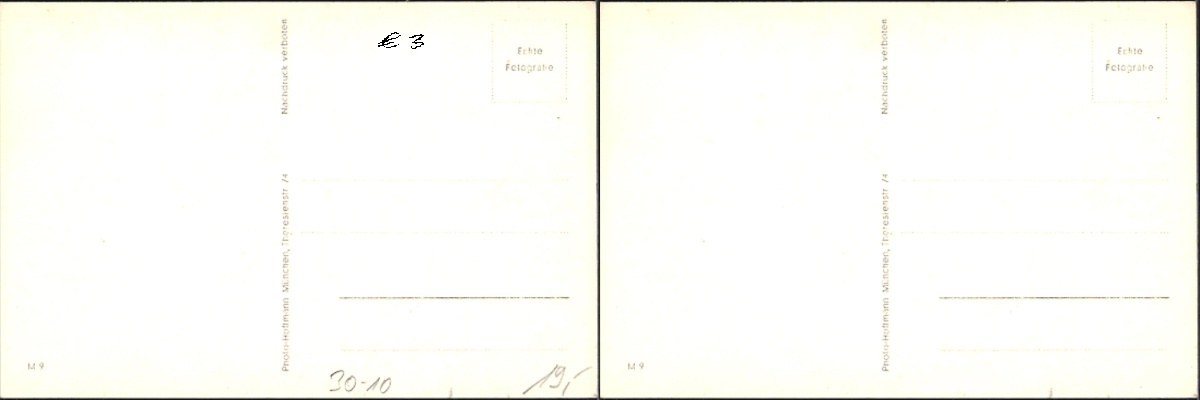 € 3
Echte
Fotografie
Nachdruck verboten
Photo-Hoffmann München, Theresienstr. 74
M 9
30-10
19,-
Echte
Fotografie
Nachdruck verboten
Photo-Hoffmann München, Theresienstr. 74
M 9